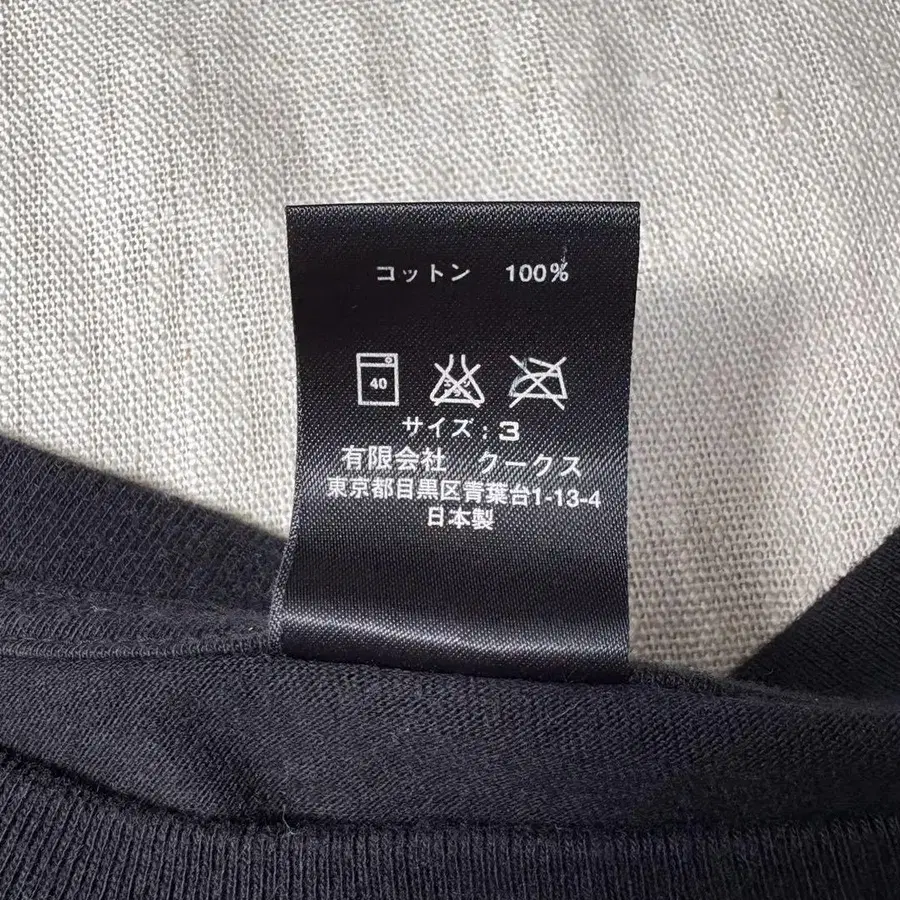 コットン 100%
40
サイズ : 3
有限会社 クークス
東京都目黒区青葉台1-13-4
日本製